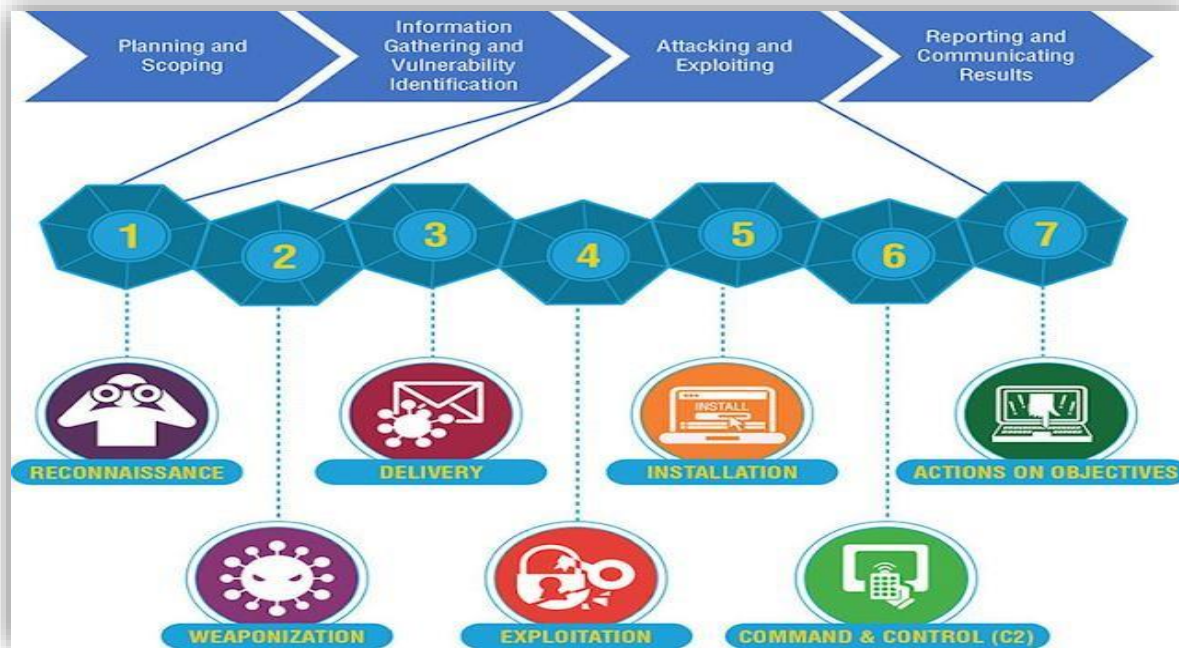 Planning and
Scoping
Information
Gathering and
Vulnerability
Identification
Attacking and
Exploiting
Reporting and
Communicating
Results
1
2
3
4
5
6
7
INSTALL
RECONNAISSANCE
DELIVERY
INSTALLATION
ACTIONS ON OBJECTIVES
WEAPONIZATION
EXPLOITATION
COMMAND & CONTROL (C2)